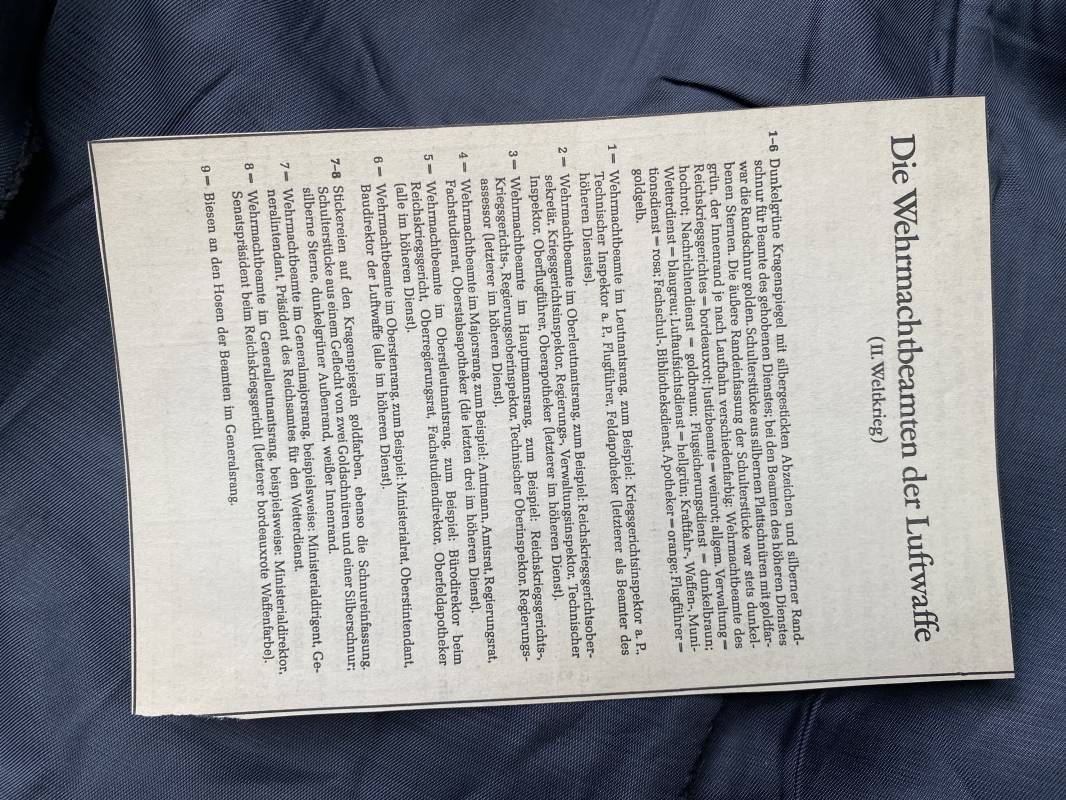 Die Wehrmachtbeamten der Luftwaffe
(II. Weltkrieg)
1–6 Dunkelgrüne Kragenspiegel mit silbergestickten Abzeichen und silberner Rand-
schnur für Beamte des gehobenen Dienstes; bei den Beamten des höheren Dienstes
war die Randschnur golden. Schulterstücke aus silbernen Plattschnüren mit goldfar-
benen Sternen. Die äußere Randeinfassung der Schulterstücke war stets dunkel-
grün, der Innenrand je nach Laufbahn verschiedenfarbig: Wehrmachtbeamte des
Reichskriegsgerichtes = bordeauxrot; Justizbeamte = weinrot; allgem. Verwaltung =
hochrot; Nachrichtendienst = goldbraun; Flugsicherungsdienst = dunkelbraun;
Wetterdienst = blaugrau; Luftaufsichtsdienst = hellgrün; Kraftfahr-, Waffen-, Muni-
tionsdienst = rosa; Fachschul-, Bibliotheksdienst, Apotheker = orange; Flugführer =
goldgelb.
1 = Wehrmachtbeamte im Leutnantsrang, zum Beispiel: Kriegsgerichtsinspektor a. P.,
Technischer Inspektor a. P., Flugführer, Feldapotheker (letzterer als Beamter des
höheren Dienstes).
2 = Wehrmachtbeamte im Oberleutnantsrang, zum Beispiel: Reichskriegsgerichtsober-
sekretär, Kriegsgerichtsinspektor, Regierungs-, Verwaltungsinspektor, Technischer
Inspektor, Oberflugführer, Oberapotheker (letzterer im höheren Dienst).
3 = Wehrmachtbeamte im Hauptmannsrang, zum Beispiel: Reichskriegsgerichts-,
Kriegsgerichts-, Regierungsoberinspektor, Technischer Oberinspektor, Regierungs-
assessor (letzterer im höheren Dienst).
4 = Wehrmachtbeamte im Majorsrang, zum Beispiel: Amtmann, Amtsrat, Regierungsrat,
Fachstudienrat, Oberstabsapotheker (die letzten drei im höheren Dienst).
5 = Wehrmachtbeamte im Oberstleutnantsrang, zum Beispiel: Bürodirektor beim
Reichskriegsgericht, Oberregierungsrat, Fachstudiendirektor, Oberfeldapotheker
(alle im höheren Dienst).
6 = Wehrmachtbeamte im Oberstenrang, zum Beispiel: Ministerialrat, Oberstintendant,
Baudirektor der Luftwaffe (alle im höheren Dienst).
7–8 Stickereien auf den Kragenspiegeln goldfarben, ebenso die Schnureinfassung.
Schulterstücke aus einem Geflecht von zwei Goldschnüren und einer Silberschnur;
silberne Sterne, dunkelgrüner Außenrand, weißer Innenrand.
7 = Wehrmachtbeamte im Generalmajorsrang, beispielsweise: Ministerialdirigent, Ge-
neralintendant, Präsident des Reichsamtes für den Wetterdienst.
8 = Wehrmachtbeamte im Generalleutnantsrang, beispielsweise: Ministerialdirektor,
Senatspräsident beim Reichskriegsgericht (letzterer bordeauxrote Waffenfarbe).
9 = Biesen an den Hosen der Beamten im Generalsrang.